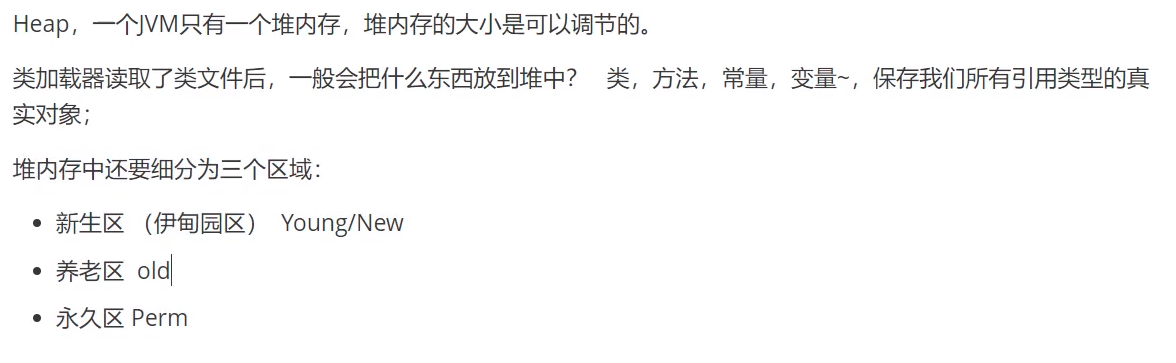 Heap，一个JVM只有一个堆内存，堆内存的大小是可以调节的。
类加载器读取了类文件后，一般会把什么东西放到堆中？ 类，方法，常量，变量~，保存我们所有引用类型的真
实对象；
堆内存中还要细分为三个区域：
• 新生区 （伊甸园区） Young/New
• 养老区 old
• 永久区 Perm